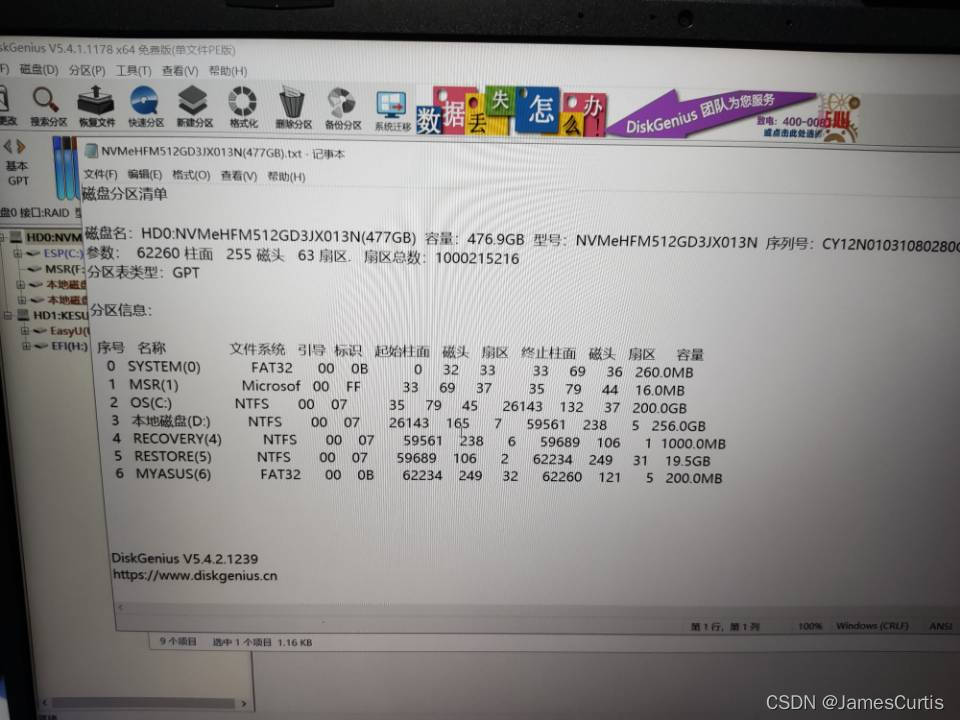 skGenius V5.4.1.1178 x64 免费版(单文件PE版)
F) 磁盘(D) 分区(P) 工具(T) 查看(V) 帮助(H)
更改 搜索分区 恢复文件 快速分区 新建分区 格式化 删除分区 备份分区 系统迁移
数据丢失怎么办!
DiskGenius 团队为您服务
致电: 400-008
或点击此处选择
基本
GPT
盘0 接口:RAID 型
NVMeHFM512GD3JX013N(477GB).txt - 记事本
文件(F) 编辑(E) 格式(O) 查看(V) 帮助(H)
磁盘分区清单
磁盘名: HD0:NVMeHFM512GD3JX013N(477GB) 容量: 476.9GB 型号: NVMeHFM512GD3JX013N 序列号: CY12N01031080280
参数: 62260 柱面 255 磁头 63 扇区. 扇区总数: 1000215216
分区表类型: GPT
分区信息:
序号 名称 文件系统 引导 标识 起始柱面 磁头 扇区 终止柱面 磁头 扇区 容量
0 SYSTEM(0) FAT32 00 0B 0 32 33 33 69 36 260.0MB
1 MSR(1) Microsof 00 FF 33 69 37 35 79 44 16.0MB
2 OS(C:) NTFS 00 07 35 79 45 26143 132 37 200.0GB
3 本地磁盘(D:) NTFS 00 07 26143 165 7 59561 238 5 256.0GB
4 RECOVERY(4) NTFS 00 07 59561 238 6 59689 106 1 1000.0MB
5 RESTORE(5) NTFS 00 07 59689 106 2 62234 249 31 19.5GB
6 MYASUS(6) FAT32 00 0B 62234 249 32 62260 121 5 200.0MB
DiskGenius V5.4.2.1239
https://www.diskgenius.cn
第 1 行，第 1 列 100% Windows (CRLF) ANSI
HD0:NVM
ESP(C:)
MSR(F:
本地磁盘
本地磁盘
HD1:KESU
EasyU(
EFI(H:)
9 个项目 选中 1 个项目 1.16 KB
CSDN @JamesCurtis